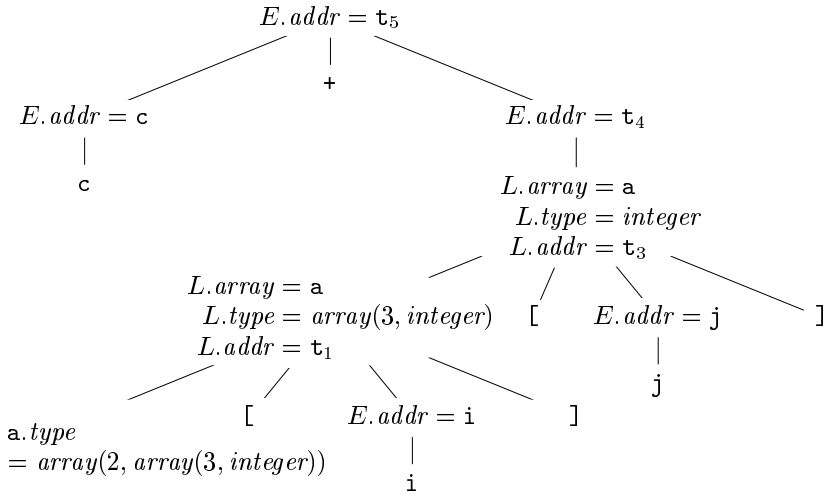 E.addr = t₅
+
E.addr = c
E.addr = t₄
c
L.array = a
L.type = integer
L.addr = t₃
L.array = a
L.type = array(3, integer)
L.addr = t₁
[
E.addr = j
]
j
a.type
= array(2, array(3, integer))
[
E.addr = i
]
i